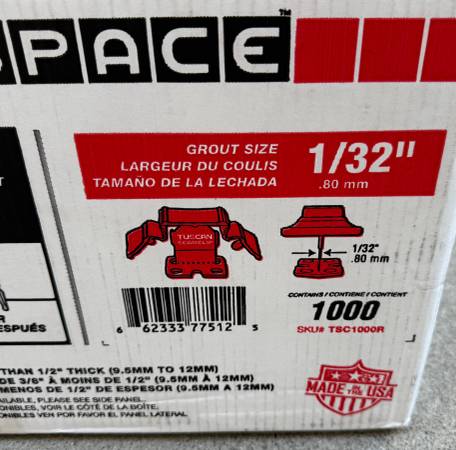 SPACE™
GROUT SIZE
LARGEUR DU COULIS
TAMAÑO DE LA LECHADA
1/32"
.80 mm
TUSCAN
SEAMCLIP
1/32"
.80 mm
CONTAINS / CONTIENE / CONTIENT
1000
SKU# TSC1000R
6 62333 77512 5
ESPUÉS
THAN 1/2" THICK (9.5MM TO 12MM)
DE 3/8" À MOINS DE 1/2" (9.5MM À 12MM)
MENOS DE 1/2" DE ESPESOR (9.5MM A 12MM)
AILABLE, PLEASE SEE SIDE PANEL.
ONIBLES, VOIR LE CÔTÉ DE LA BOÎTE.
ONIBLES VEN POR FAVOR EL PANEL LATERAL
MADE IN THE USA